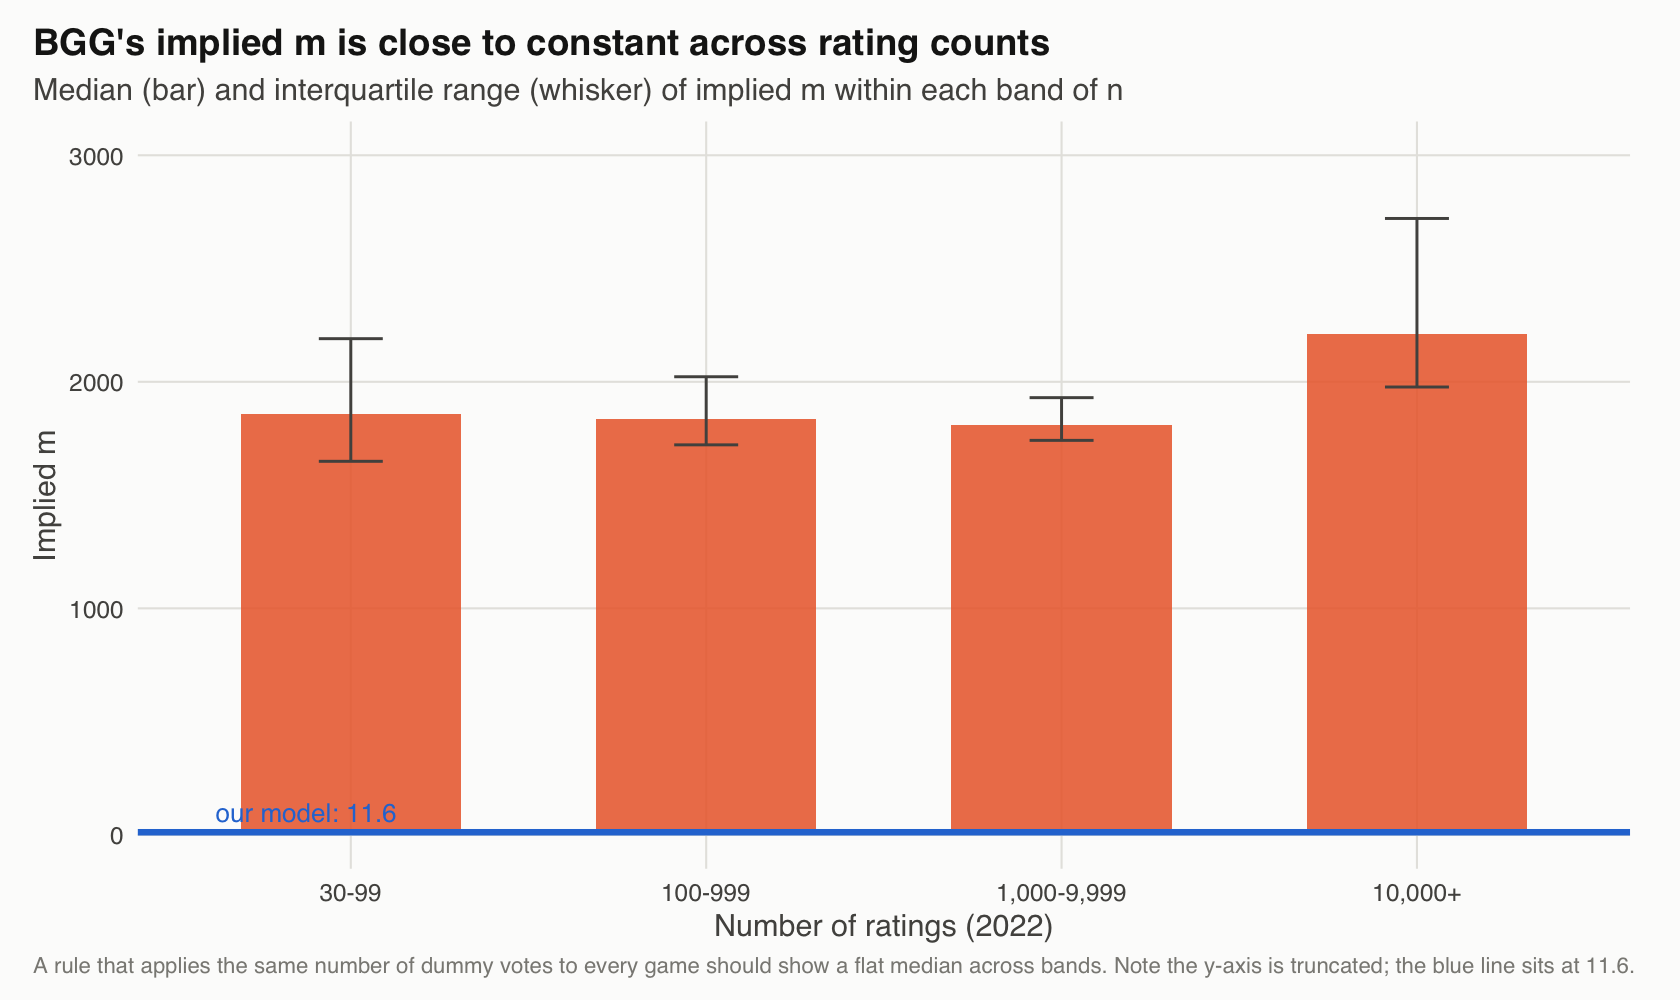 BGG's implied m is close to constant across rating counts
Median (bar) and interquartile range (whisker) of implied m within each band of n
3000
2000
1000
0
Implied m
our model: 11.6
30-99 100-999 1,000-9,999 10,000+
Number of ratings (2022)
A rule that applies the same number of dummy votes to every game should show a flat median across bands. Note the y-axis is truncated; the blue line sits at 11.6.